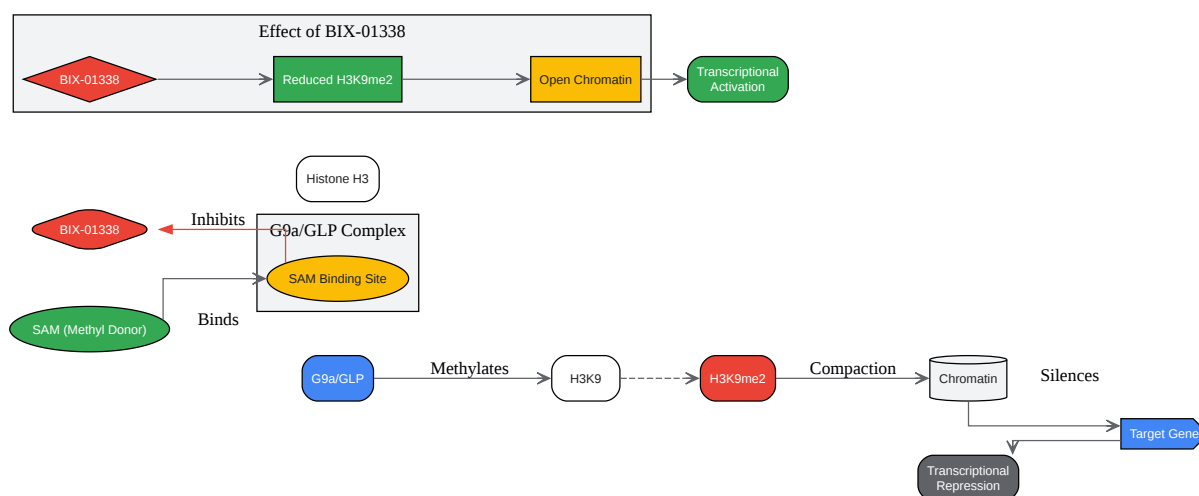 Effect of BIX-01338
BIX-01338
Reduced H3K9me2
Open Chromatin
Transcriptional
Activation
Histone H3
BIX-01338
Inhibits
G9a/GLP Complex
SAM Binding Site
SAM (Methyl Donor)
Binds
G9a/GLP
Methylates
H3K9
H3K9me2
Compaction
Chromatin
Silences
Target Gene
Transcriptional
Repression